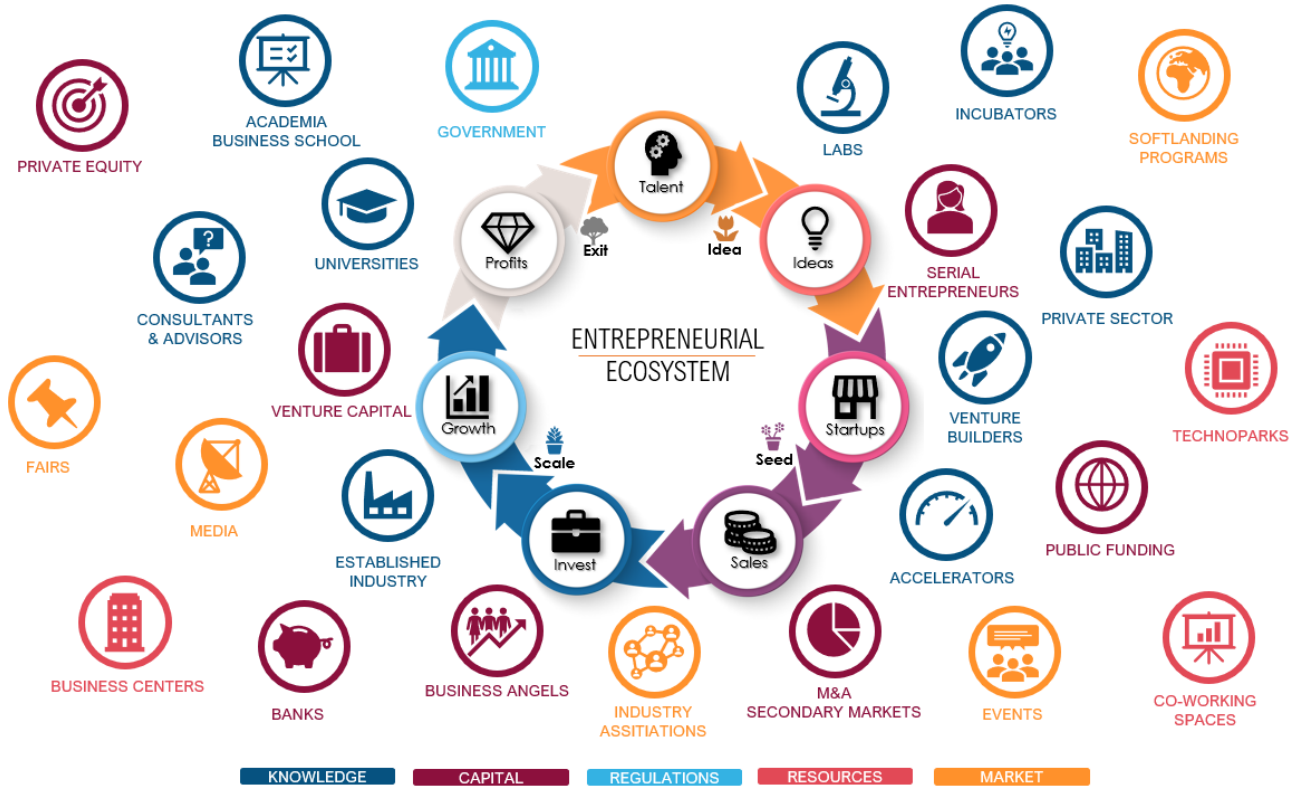 ACADEMIA
BUSINESS SCHOOL
GOVERNMENT
LABS
INCUBATORS
SOFTLANDING
PROGRAMS
PRIVATE EQUITY
UNIVERSITIES
CONSULTANTS
& ADVISORS
Talent
Profits
Exit
Idea
Ideas
SERIAL
ENTREPRENEURS
PRIVATE SECTOR
ENTREPRENEURIAL
ECOSYSTEM
VENTURE CAPITAL
Growth
Startups
VENTURE
BUILDERS
TECHNOPARKS
FAIRS
MEDIA
Scale
Seed
ESTABLISHED
INDUSTRY
Invest
Sales
ACCELERATORS
PUBLIC FUNDING
BUSINESS CENTERS
BANKS
BUSINESS ANGELS
INDUSTRY
ASSITIATIONS
M&A
SECONDARY MARKETS
EVENTS
CO-WORKING
SPACES
KNOWLEDGE
CAPITAL
REGULATIONS
RESOURCES
MARKET